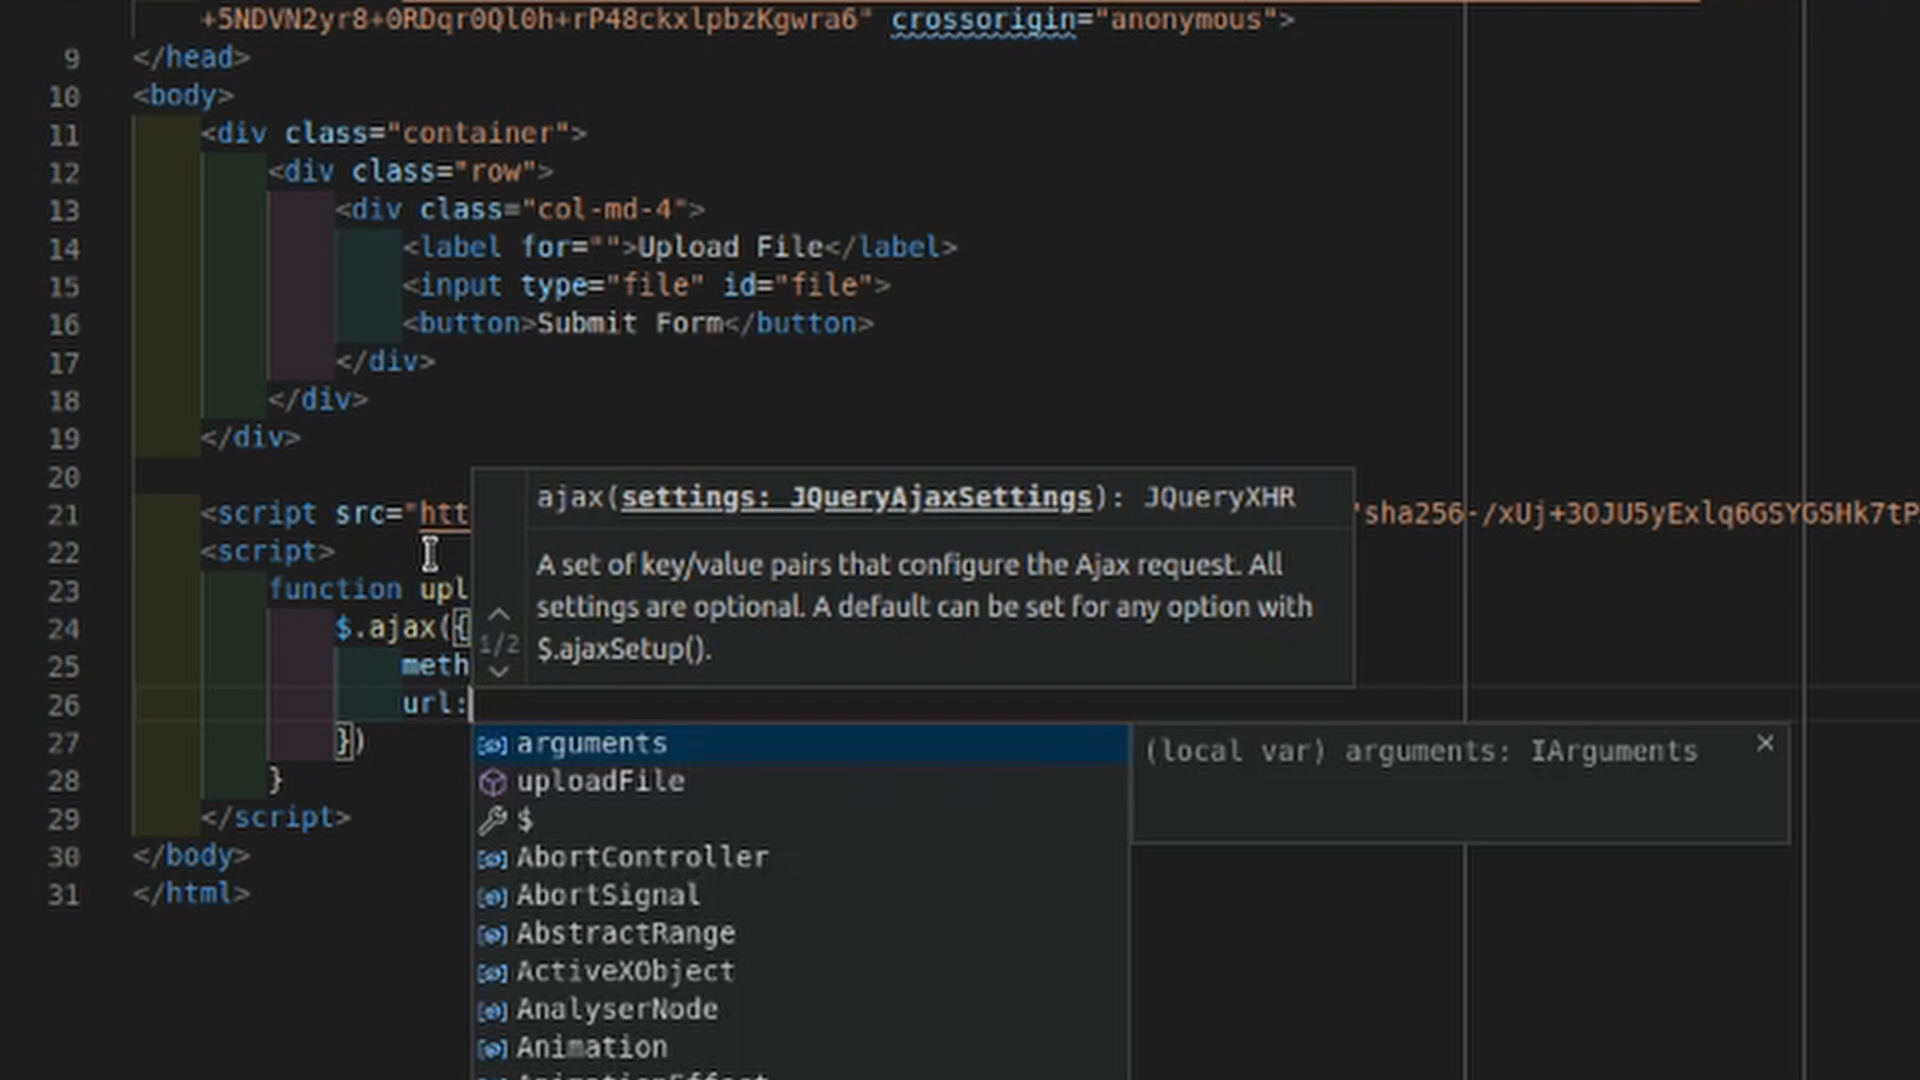 +5NDVN2yr8+0RDqr0Ql0h+rP48ckxlpbzKgwra6" crossorigin="anonymous">
9 </head>
10 <body>
11 <div class="container">
12 <div class="row">
13 <div class="col-md-4">
14 <label for="">Upload File</label>
15 <input type="file" id="file">
16 <button>Submit Form</button>
17 </div>
18 </div>
19 </div>
20
ajax(settings: JQueryAjaxSettings): JQueryXHR
21 <script src="htt 'sha256-/xUj+3OJU5yExlq6GSYGSHk7tP
22 <script>
A set of key/value pairs that configure the Ajax request. All
23 function upl
settings are optional. A default can be set for any option with
24 $.ajax({
1/2 $.ajaxSetup().
25 meth
26 url:
27 })
arguments
(local var) arguments: IArguments ×
28 }
uploadFile
29 </script>
$
30 </body>
AbortController
31 </html>
AbortSignal
AbstractRange
ActiveXObject
AnalyserNode
Animation